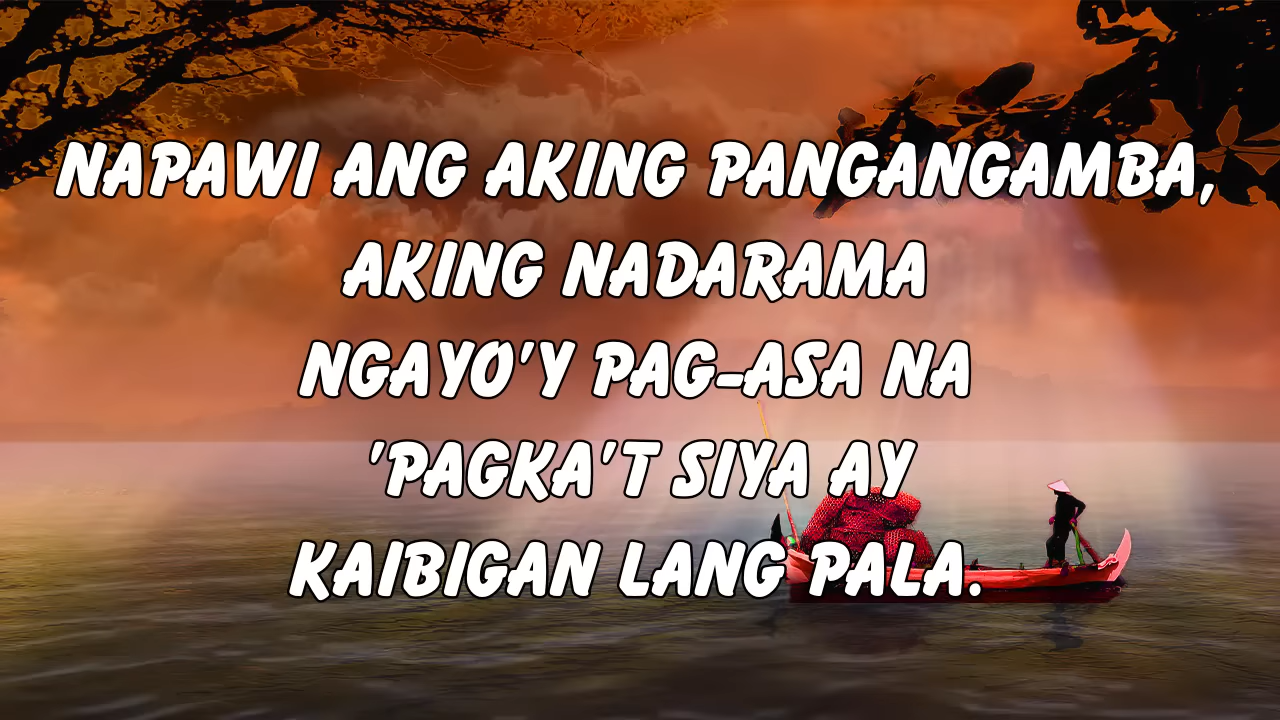 NAPAWI ANG AKING PANGANGAMBA,
AKING NADARAMA
NGAYO'Y PAG-ASA NA
'PAGKA'T SIYA AY
KAIBIGAN LANG PALA.